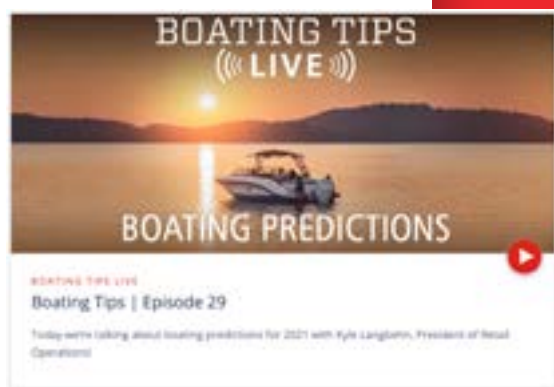 BOATING TIPS
LIVE
BOATING PREDICTIONS
BOATING TIPS LIVE
Boating Tips | Episode 29
Today we're talking about boating predictions for 2021 with Kyle Langbehn, President of Retail
Operations!